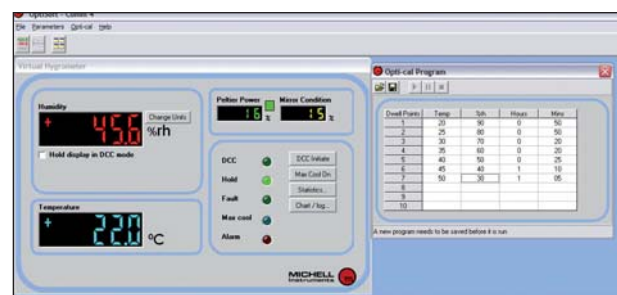 OptiSoft - Comm 4
File Parameters Opti-cal Help
Virtual Hygrometer
Humidity
+ 45.6 %rh
Change Units
Hold display in DCC mode
Temperature
+ 22.0 °C
Peltier Power Mirror Condition
16 % 15 %
DCC DCC Initiate
Hold Max Cool On
Fault Statistics...
Max cool Chart / log...
Alarm
MICHELL
Instruments
Opti-cal Program
Dwell Points Temp %rh Hours Mins
1 20 90 0 50
2 25 80 0 50
3 30 70 0 20
4 35 60 0 20
5 40 50 0 25
6 45 40 1 10
7 50 30 1 05
8
9
10
A new program needs to be saved before it is run